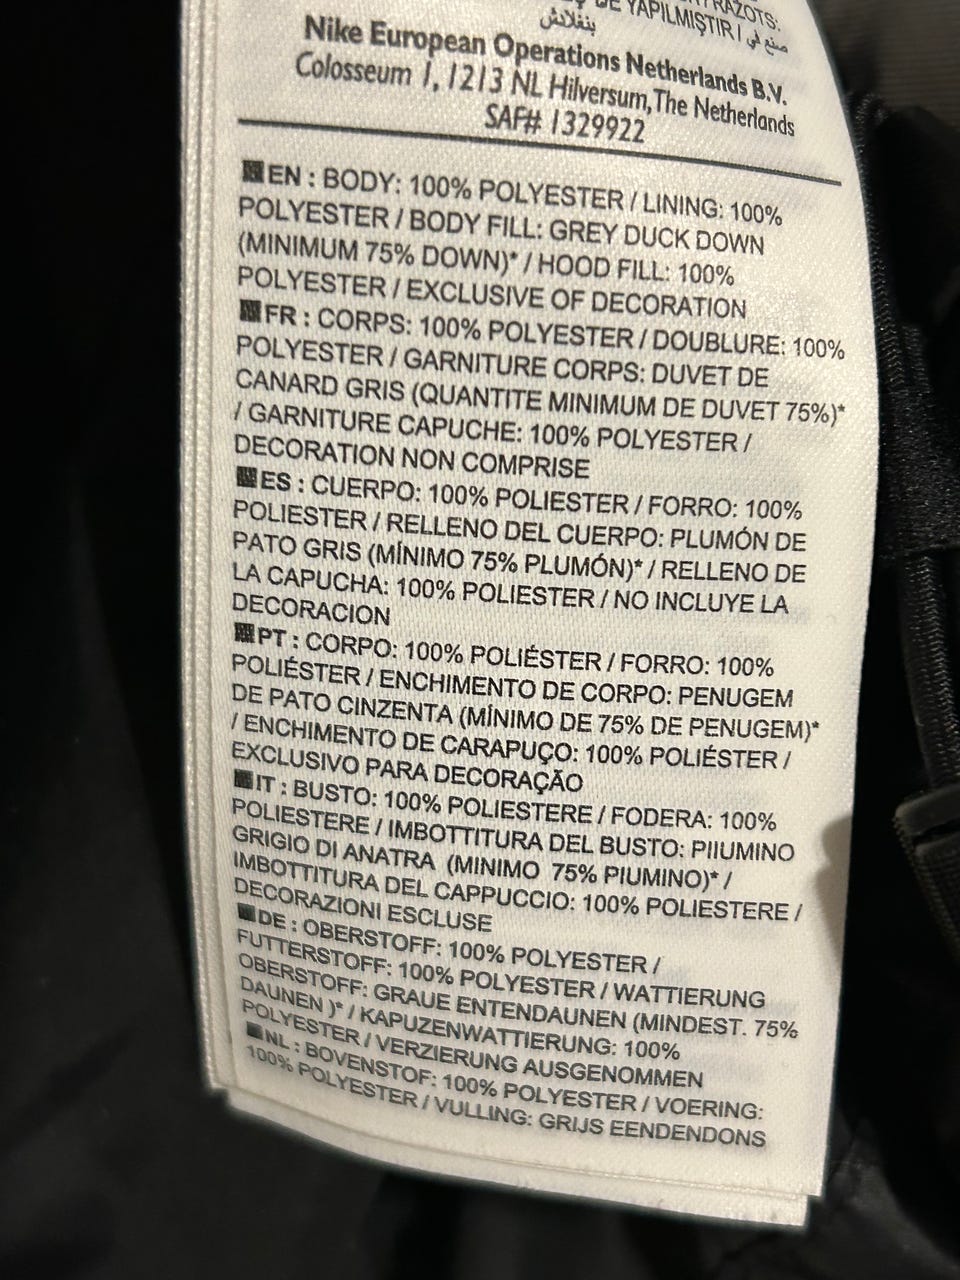 DE YAPILMIŞTIR | صنع في
بنغلادش
Nike European Operations Netherlands B.V.
Colosseum 1, 1213 NL Hilversum,The Netherlands
SAF# 1329922
EN : BODY: 100% POLYESTER / LINING: 100%
POLYESTER / BODY FILL: GREY DUCK DOWN
(MINIMUM 75% DOWN)* / HOOD FILL: 100%
POLYESTER / EXCLUSIVE OF DECORATION
FR : CORPS: 100% POLYESTER / DOUBLURE: 100%
POLYESTER / GARNITURE CORPS: DUVET DE
CANARD GRIS (QUANTITE MINIMUM DE DUVET 75%)*
/ GARNITURE CAPUCHE: 100% POLYESTER /
DECORATION NON COMPRISE
ES : CUERPO: 100% POLIESTER / FORRO: 100%
POLIESTER / RELLENO DEL CUERPO: PLUMÓN DE
PATO GRIS (MÍNIMO 75% PLUMÓN)* / RELLENO DE
LA CAPUCHA: 100% POLIESTER / NO INCLUYE LA
DECORACION
PT : CORPO: 100% POLIÉSTER / FORRO: 100%
POLIÉSTER / ENCHIMENTO DE CORPO: PENUGEM
DE PATO CINZENTA (MÍNIMO DE 75% DE PENUGEM)*
/ ENCHIMENTO DE CARAPUÇO: 100% POLIÉSTER /
EXCLUSIVO PARA DECORAÇÃO
IT : BUSTO: 100% POLIESTERE / FODERA: 100%
POLIESTERE / IMBOTTITURA DEL BUSTO: PIIUMINO
GRIGIO DI ANATRA (MINIMO 75% PIUMINO)* /
IMBOTTITURA DEL CAPPUCCIO: 100% POLIESTERE /
DECORAZIONI ESCLUSE
DE : OBERSTOFF: 100% POLYESTER /
FUTTERSTOFF: 100% POLYESTER / WATTIERUNG
OBERSTOFF: GRAUE ENTENDAUNEN (MINDEST. 75%
DAUNEN )* / KAPUZENWATTIERUNG: 100%
POLYESTER / VERZIERUNG AUSGENOMMEN
NL : BOVENSTOF: 100% POLYESTER / VOERING:
100% POLYESTER / VULLING: GRIJS EENDENDONS